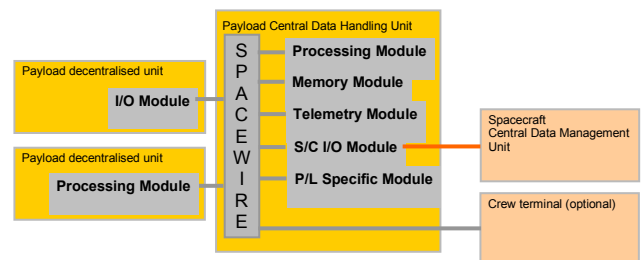 Payload Central Data Handling Unit
SPACEWIRE
Processing Module
Memory Module
Telemetry Module
S/C I/O Module
P/L Specific Module
Payload decentralised unit
I/O Module
Payload decentralised unit
Processing Module
Spacecraft
Central Data Management
Unit
Crew terminal (optional)